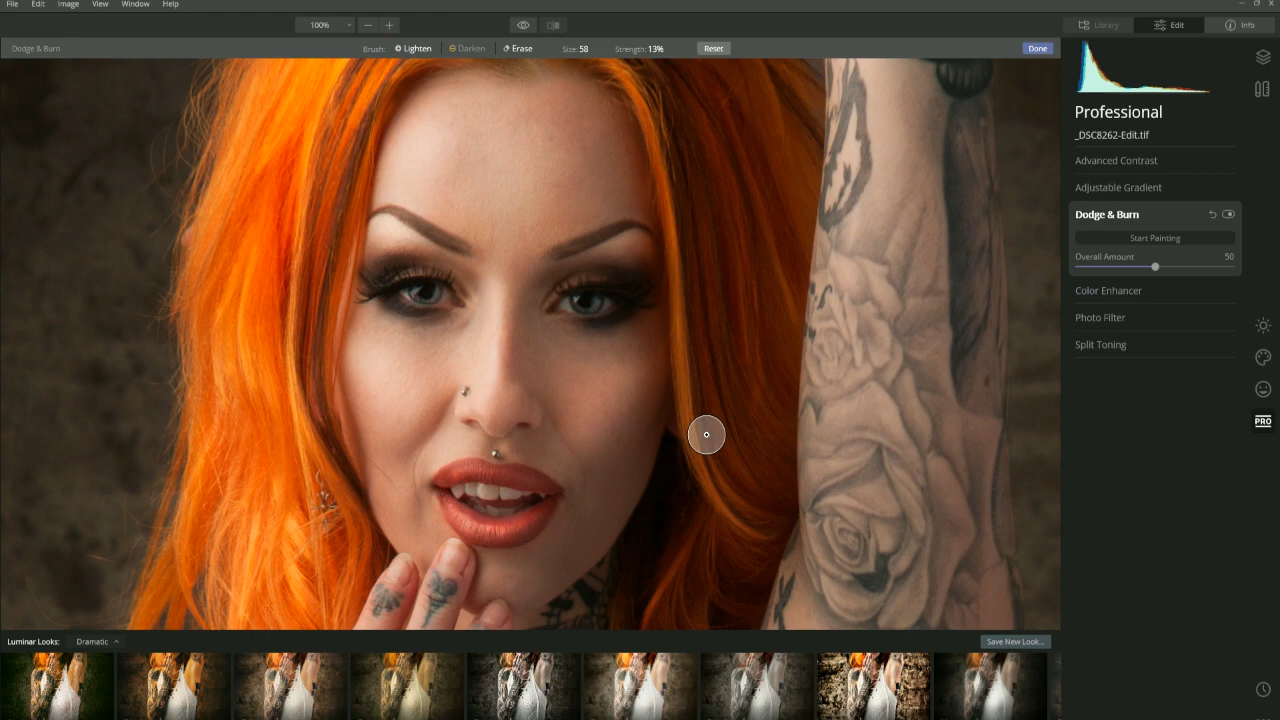 File Edit Image View Window Help
100% Library Edit Info
Dodge & Burn Brush: Lighten Darken Erase Size: 58 Strength: 13% Reset Done
Professional
_DSC8262-Edit.tif
Advanced Contrast
Adjustable Gradient
Dodge & Burn
Start Painting
Overall Amount 50
Color Enhancer
Photo Filter
Split Toning
PRO
Luminar Looks: Dramatic Save New Look...